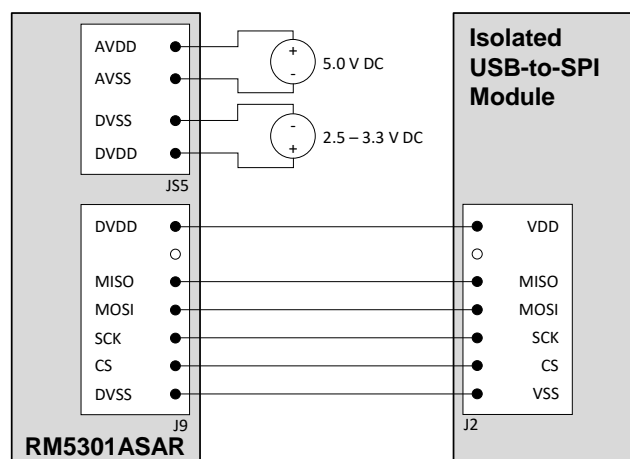 AVDD
AVSS
DVSS
DVDD
JS5
+
-
5.0 V DC
-
+
2.5 – 3.3 V DC
Isolated
USB-to-SPI
Module
DVDD
MISO
MOSI
SCK
CS
DVSS
J9
RM5301ASAR
VDD
MISO
MOSI
SCK
CS
VSS
J2